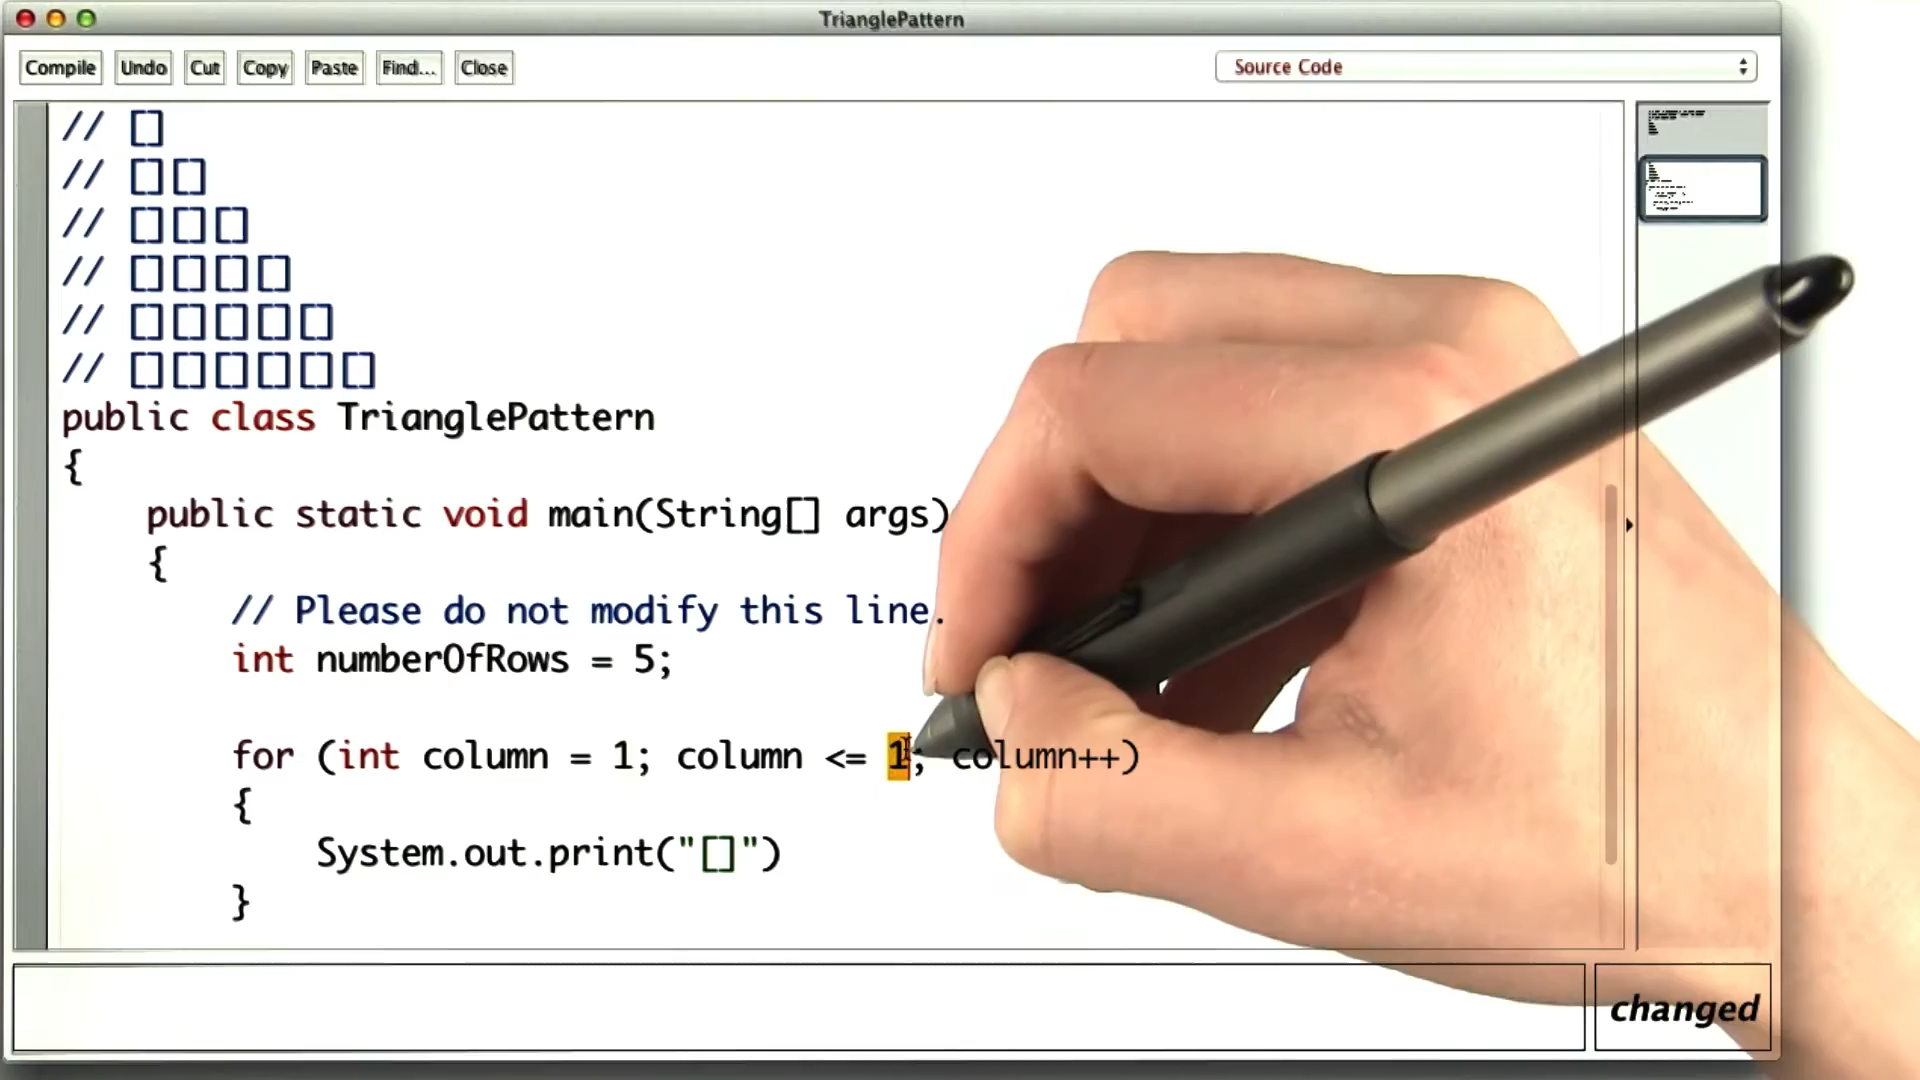 TrianglePattern
Compile Undo Cut Copy Paste Find... Close Source Code
// []
// [][]
// [][][]
// [][][][]
// [][][][][]
// [][][][][][]
public class TrianglePattern
{
public static void main(String[] args)
{
// Please do not modify this line.
int numberOfRows = 5;
for (int column = 1; column <= 1; column++)
{
System.out.print("[]")
}
changed